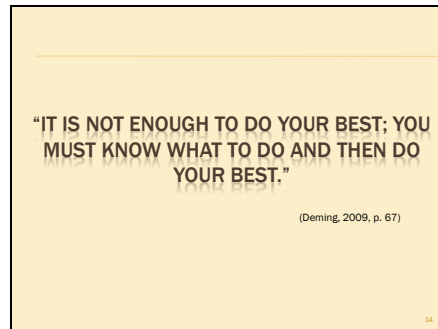 “IT IS NOT ENOUGH TO DO YOUR BEST; YOU
MUST KNOW WHAT TO DO AND THEN DO
YOUR BEST.”
(Deming, 2009, p. 67)
14